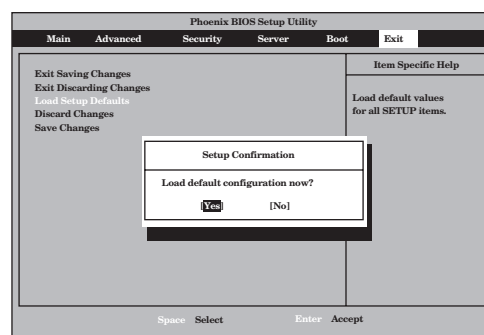 Phoenix BIOS Setup Utility
Main Advanced Security Server Boot Exit
Exit Saving Changes
Exit Discarding Changes
Load Setup Defaults
Discard Changes
Save Changes
Item Specific Help
Load default values
for all SETUP items.
Setup Confirmation
Load default configuration now?
[Yes] [No]
Space Select Enter Accept